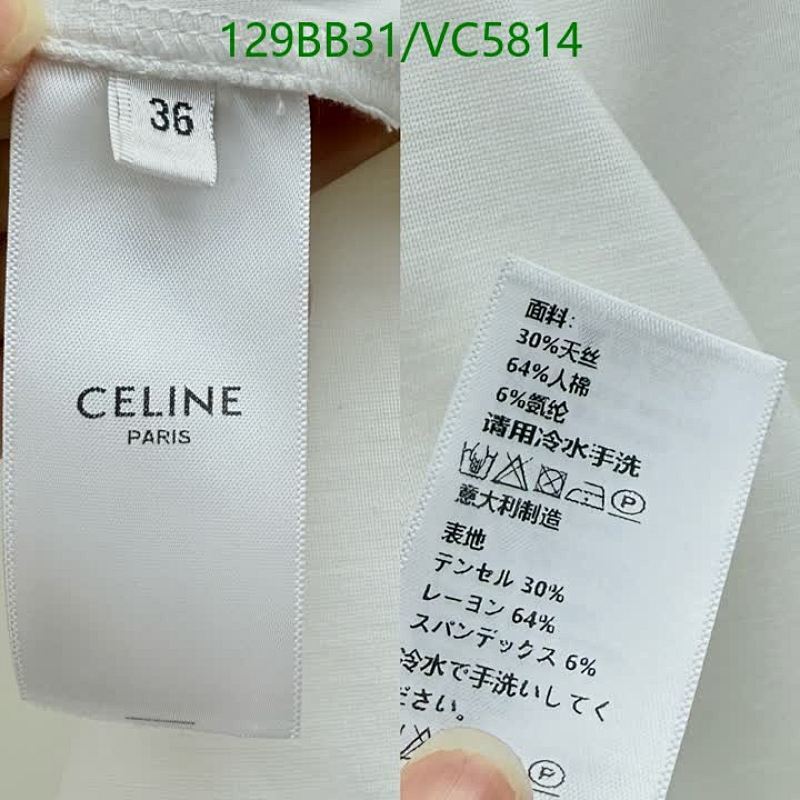 129BB31/VC5814
36
CELINE
PARIS
面料：
30%天丝
64%人棉
6%氨纶
请用冷水手洗
P
意大利制造
表地
テンセル 30%
レーヨン 64%
スパンデックス 6%
冷水で手洗いしてく
ださい。
P